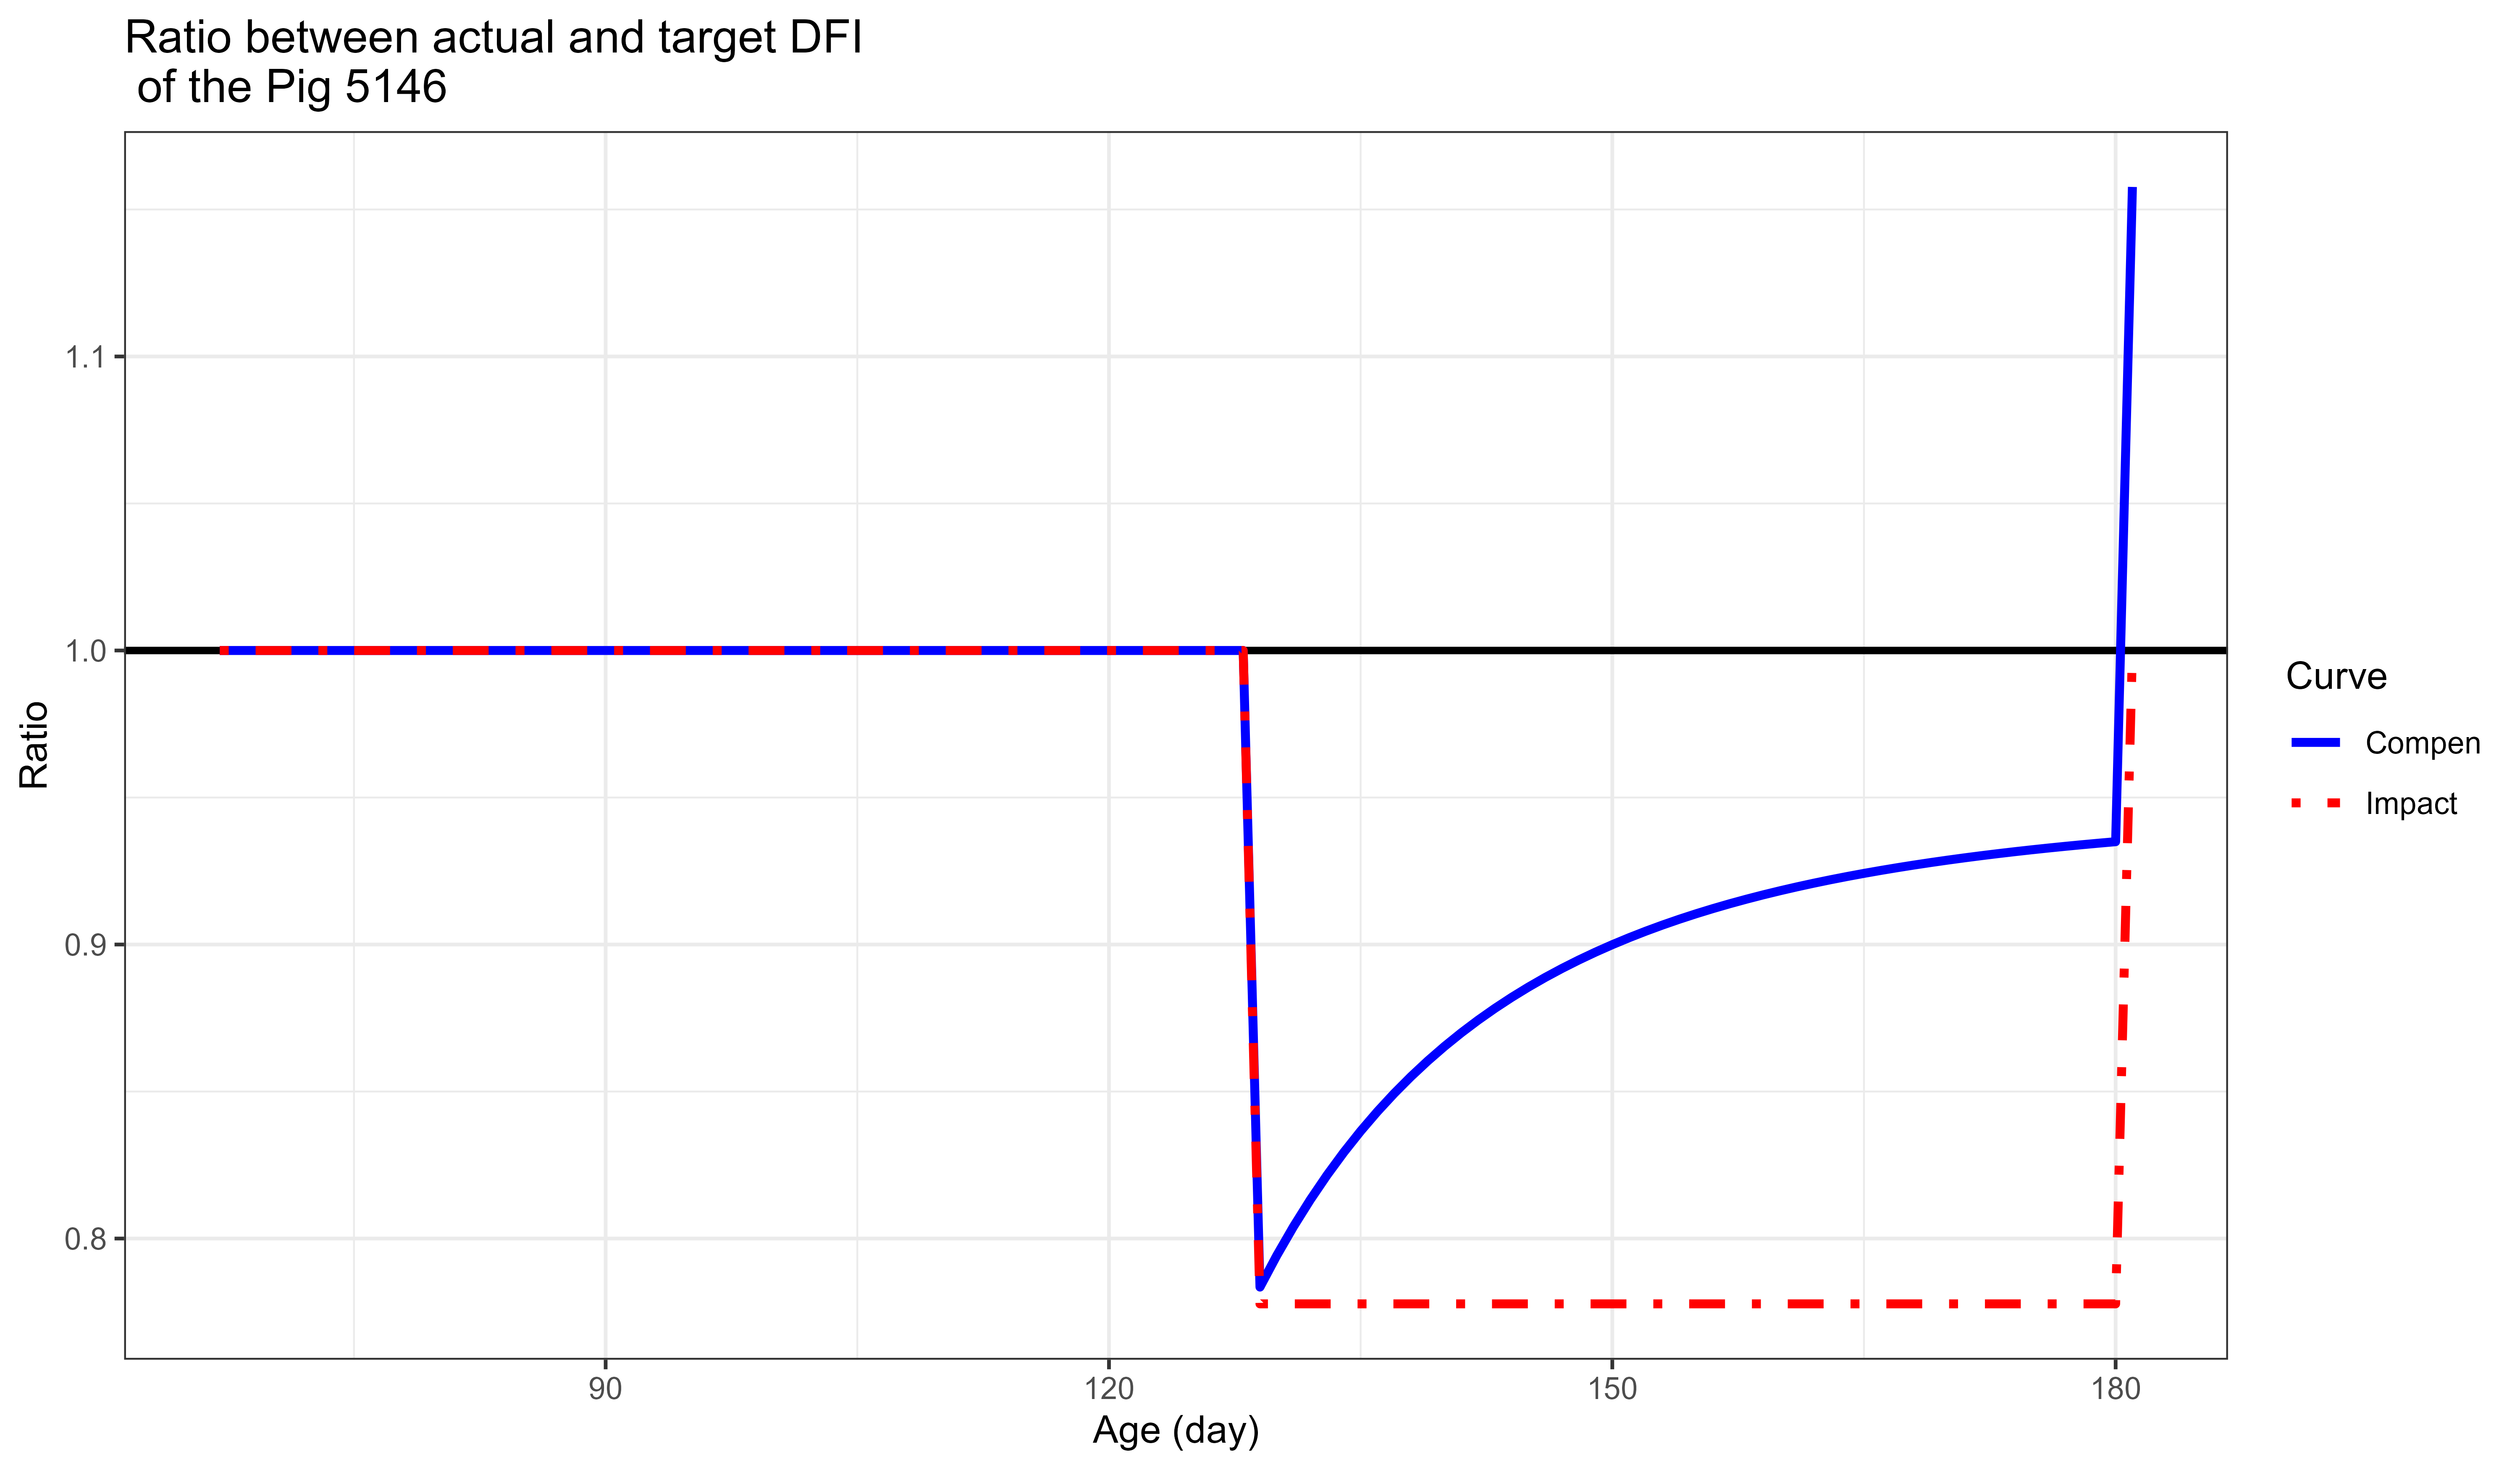 Ratio between actual and target DFI
of the Pig 5146
1.1
1.0
0.9
0.8
Ratio
90
120
150
180
Age (day)
Curve
Compen
Impact